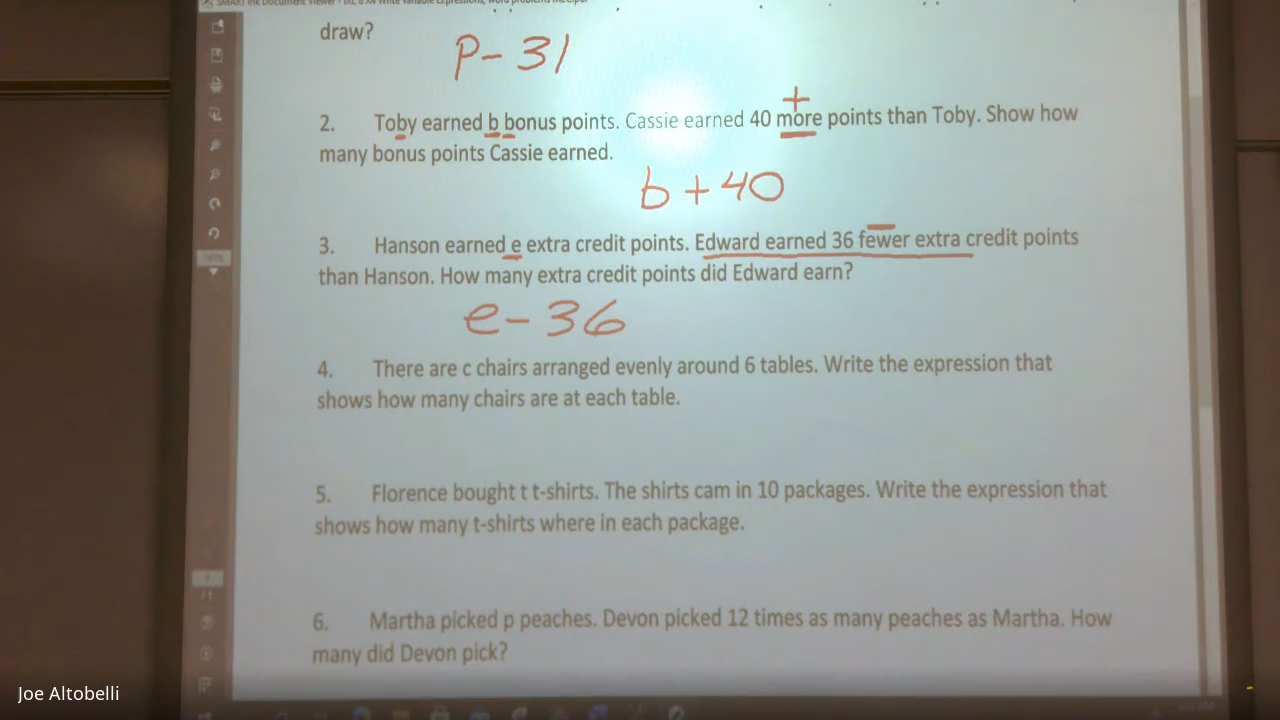 draw?
P - 31
+
2. Toby earned b bonus points. Cassie earned 40 more points than Toby. Show how
many bonus points Cassie earned.
b + 40
3. Hanson earned e extra credit points. Edward earned 36 fewer extra credit points
than Hanson. How many extra credit points did Edward earn?
e - 36
4. There are c chairs arranged evenly around 6 tables. Write the expression that
shows how many chairs are at each table.
5. Florence bought t t-shirts. The shirts cam in 10 packages. Write the expression that
shows how many t-shirts where in each package.
6. Martha picked p peaches. Devon picked 12 times as many peaches as Martha. How
many did Devon pick?
Joe Altobelli